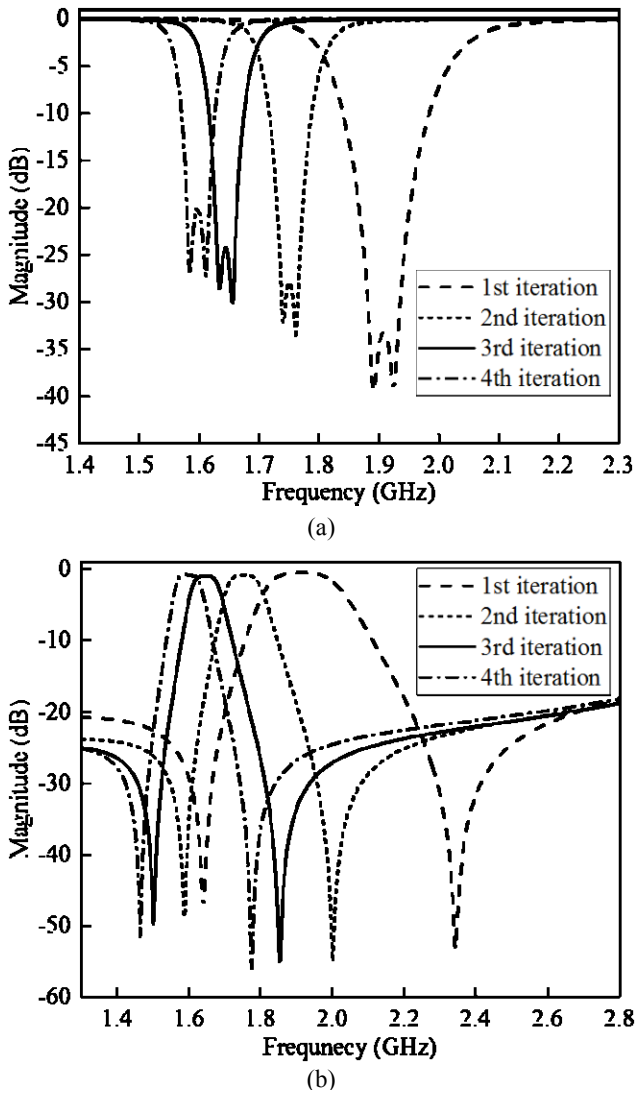 0
-5
-10
-15
-20
-25
-30
-35
-40
-45
Magnitude (dB)
1st iteration
2nd iteration
3rd iteration
4th iteration
1.4 1.5 1.6 1.7 1.8 1.9 2.0 2.1 2.2 2.3
Frequency (GHz)
(a)
0
-10
-20
-30
-40
-50
-60
Magnitude (dB)
1st iteration
2nd iteration
3rd iteration
4th iteration
1.4 1.6 1.8 2.0 2.2 2.4 2.6 2.8
Frequnecy (GHz)
(b)